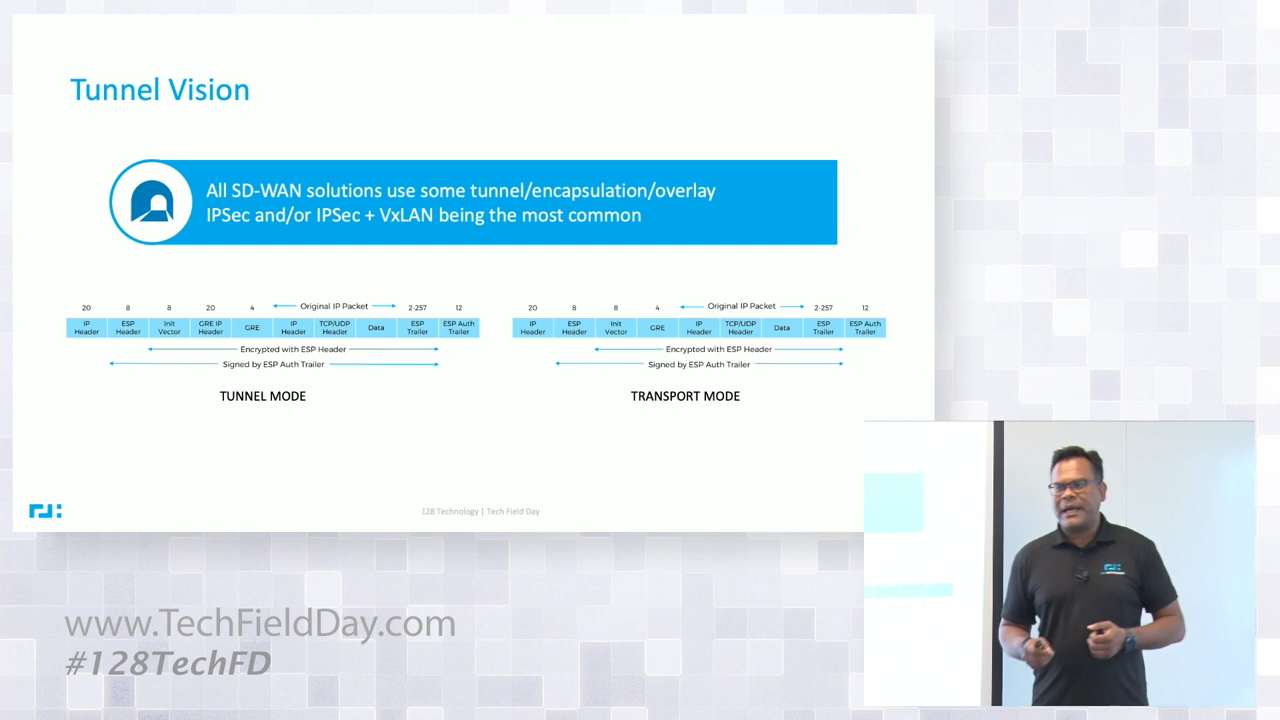 Tunnel Vision
All SD-WAN solutions use some tunnel/encapsulation/overlay
IPSec and/or IPSec + VxLAN being the most common
20 8 8 20 4 Original IP Packet 2-257 12
IP Header ESP Header Init Vector GRE IP Header GRE IP Header TCP/UDP Header Data ESP Trailer ESP Auth Trailer
Encrypted with ESP Header
Signed by ESP Auth Trailer
TUNNEL MODE
20 8 8 4 Original IP Packet 2-257 12
IP Header ESP Header Init Vector GRE IP Header TCP/UDP Header Data ESP Trailer ESP Auth Trailer
Encrypted with ESP Header
Signed by ESP Auth Trailer
TRANSPORT MODE
128 Technology | Tech Field Day
www.TechFieldDay.com
#128TechFD